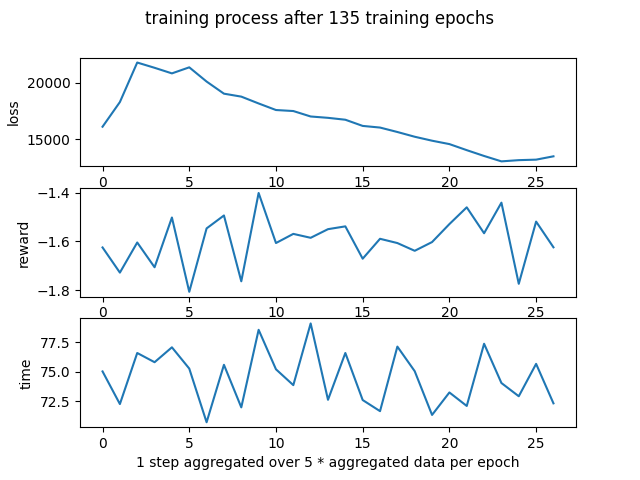 training process after 135 training epochs
20000
15000
loss
0 5 10 15 20 25
−1.4
−1.6
−1.8
reward
0 5 10 15 20 25
77.5
75.0
72.5
time
0 5 10 15 20 25
1 step aggregated over 5 * aggregated data per epoch